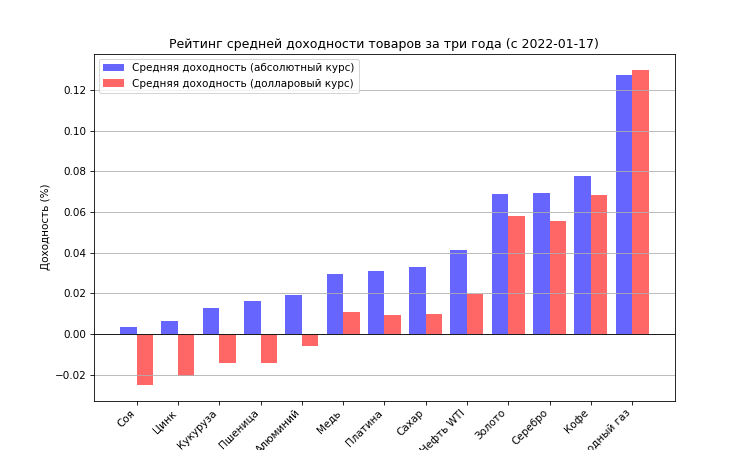 Рейтинг средней доходности товаров за три года (с 2022-01-17)
Средняя доходность (абсолютный курс)
Средняя доходность (долларовый курс)
Доходность (%)
0.12
0.10
0.08
0.06
0.04
0.02
0.00
−0.02
Соя
Цинк
Кукуруза
Пшеница
Алюминий
Медь
Платина
Сахар
Нефть WTI
Золото
Серебро
Кофе
газ